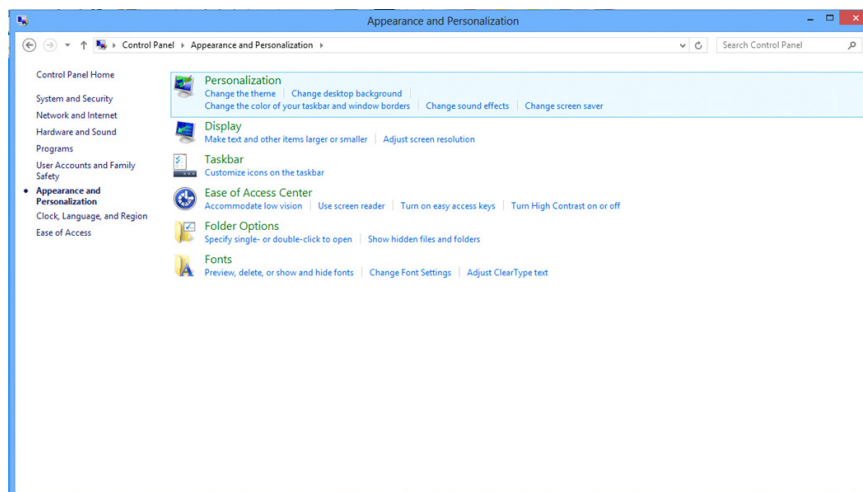 Appearance and Personalization
Control Panel Appearance and Personalization
Search Control Panel
Control Panel Home
System and Security
Network and Internet
Hardware and Sound
Programs
User Accounts and Family
Safety
Appearance and
Personalization
Clock, Language, and Region
Ease of Access
Personalization
Change the theme Change desktop background
Change the color of your taskbar and window borders Change sound effects Change screen saver
Display
Make text and other items larger or smaller Adjust screen resolution
Taskbar
Customize icons on the taskbar
Ease of Access Center
Accommodate low vision Use screen reader Turn on easy access keys Turn High Contrast on or off
Folder Options
Specify single- or double-click to open Show hidden files and folders
Fonts
Preview, delete, or show and hide fonts Change Font Settings Adjust ClearType text